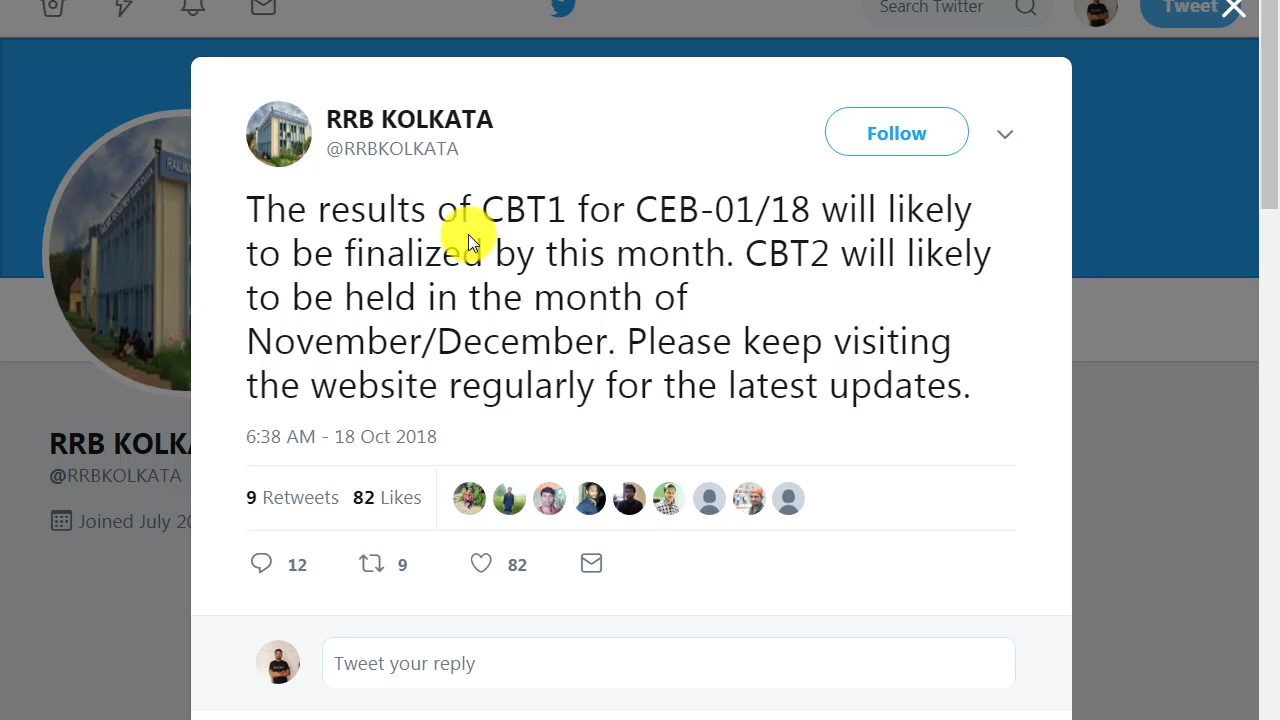 Search Twitter
Tweet
RRB KOLKATA
@RRBKOLKATA
Follow
The results of CBT1 for CEB-01/18 will likely
to be finalized by this month. CBT2 will likely
to be held in the month of
November/December. Please keep visiting
the website regularly for the latest updates.
6:38 AM - 18 Oct 2018
9 Retweets 82 Likes
12 9 82
Tweet your reply
RRB KOLK
@RRBKOLKATA
Joined July 20